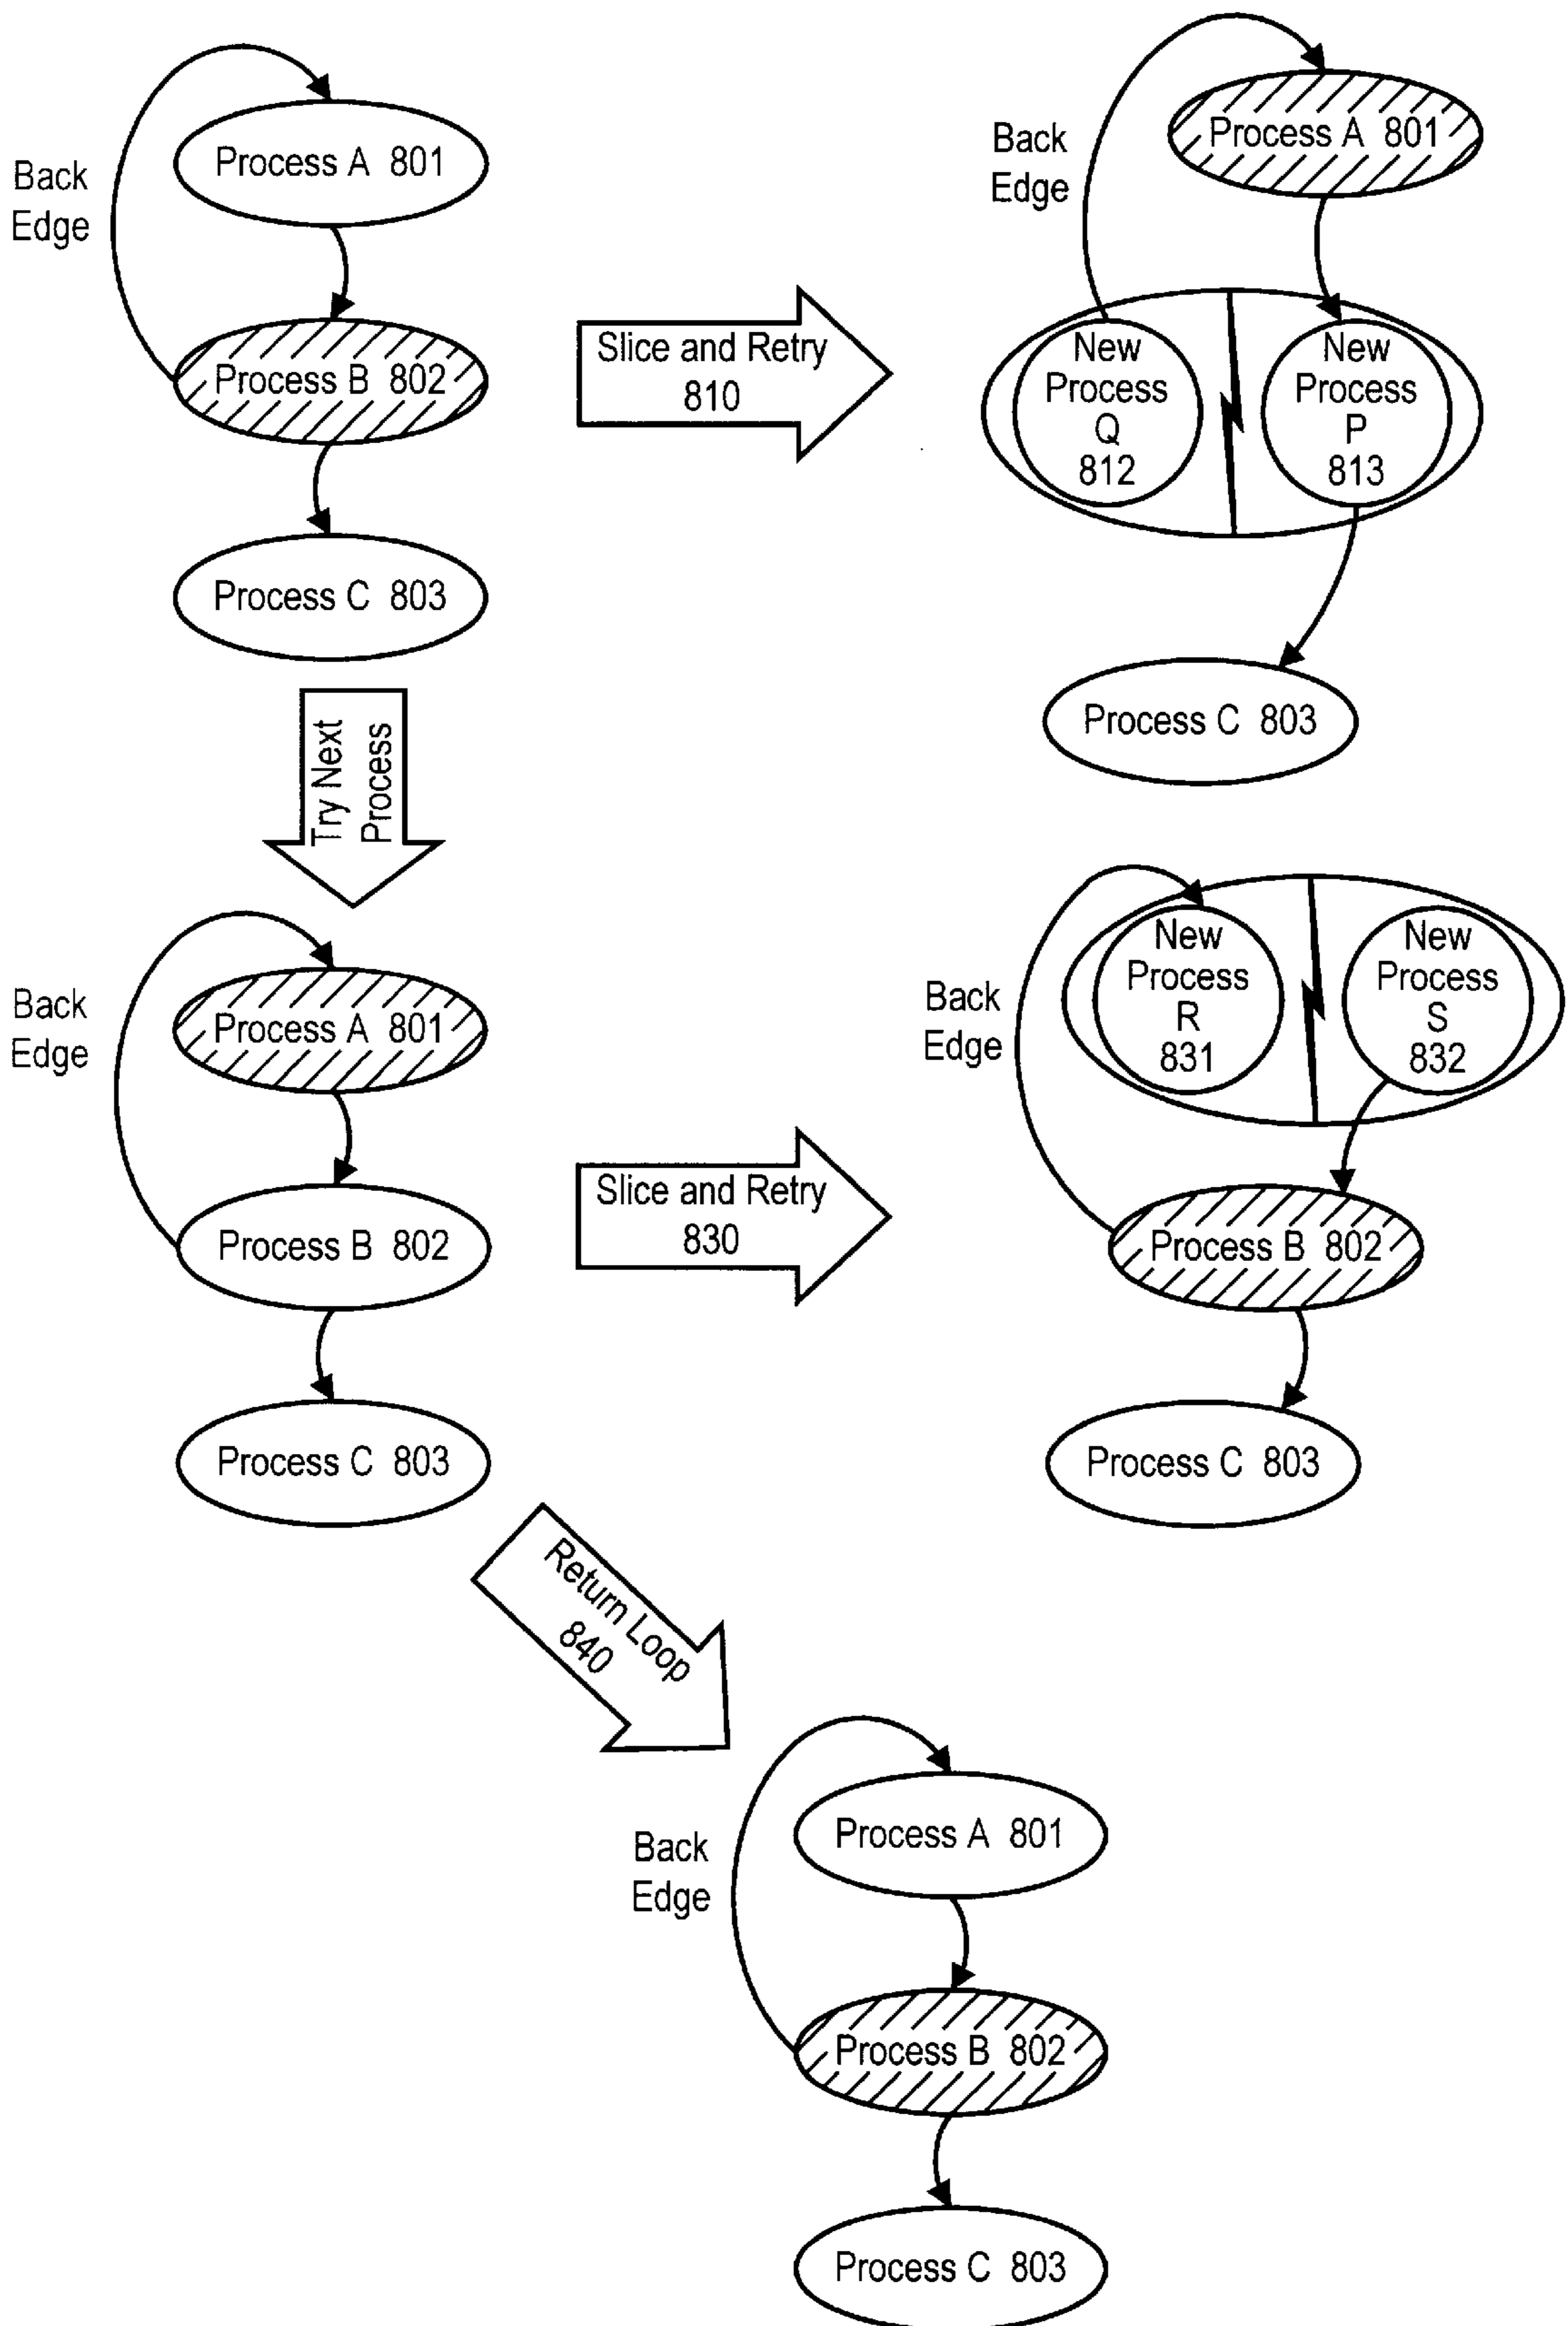 Back
Edge
Process A 801
Process B 802
Process C 803
Slice and Retry
810
Back
Edge
Process A 801
New
Process
Q
812
New
Process
P
813
Process C 803
Try Next
Process
Back
Edge
Process A 801
Process B 802
Process C 803
Slice and Retry
830
Back
Edge
New
Process
R
831
New
Process
S
832
Process B 802
Process C 803
Return Loop
840
Back
Edge
Process A 801
Process B 802
Process C 803